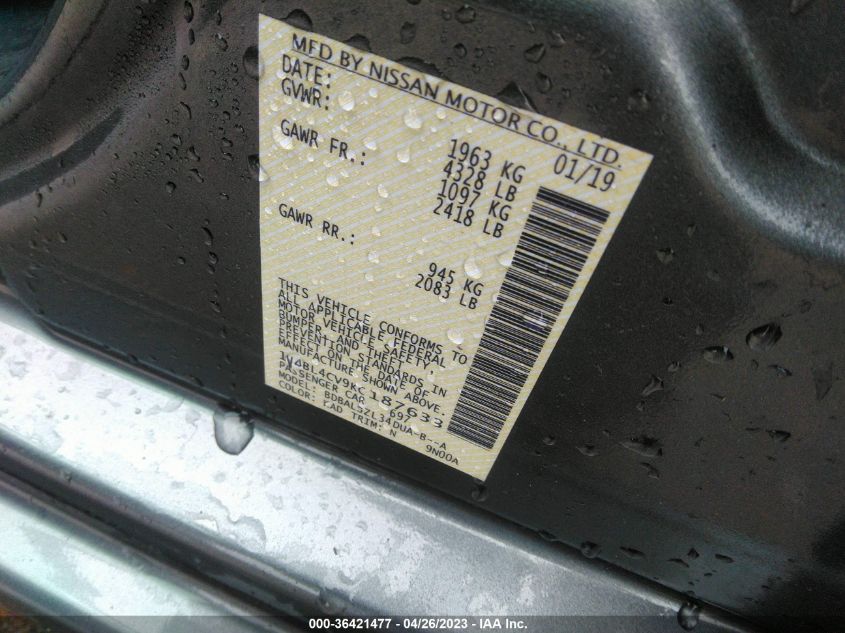 MFD BY NISSAN MOTOR CO., LTD.
DATE: 01/19
GVWR: 1963 KG
4328 LB
GAWR FR.: 1097 KG
2418 LB
GAWR RR.: 945 KG
2083 LB
THIS VEHICLE CONFORMS TO
ALL APPLICABLE FEDERAL
MOTOR VEHICLE SAFETY,
BUMPER, AND THEFT
PREVENTION STANDARDS IN
EFFECT ON THE DATE OF
MANUFACTURE SHOWN ABOVE.
1N4BL4CV9KC187633
PASSENGER CAR 697
MODEL: BDBALSZL34DUA-B--A
COLOR: KAD TRIM: N 9N00A
000-36421477 - 04/26/2023 - IAA Inc.